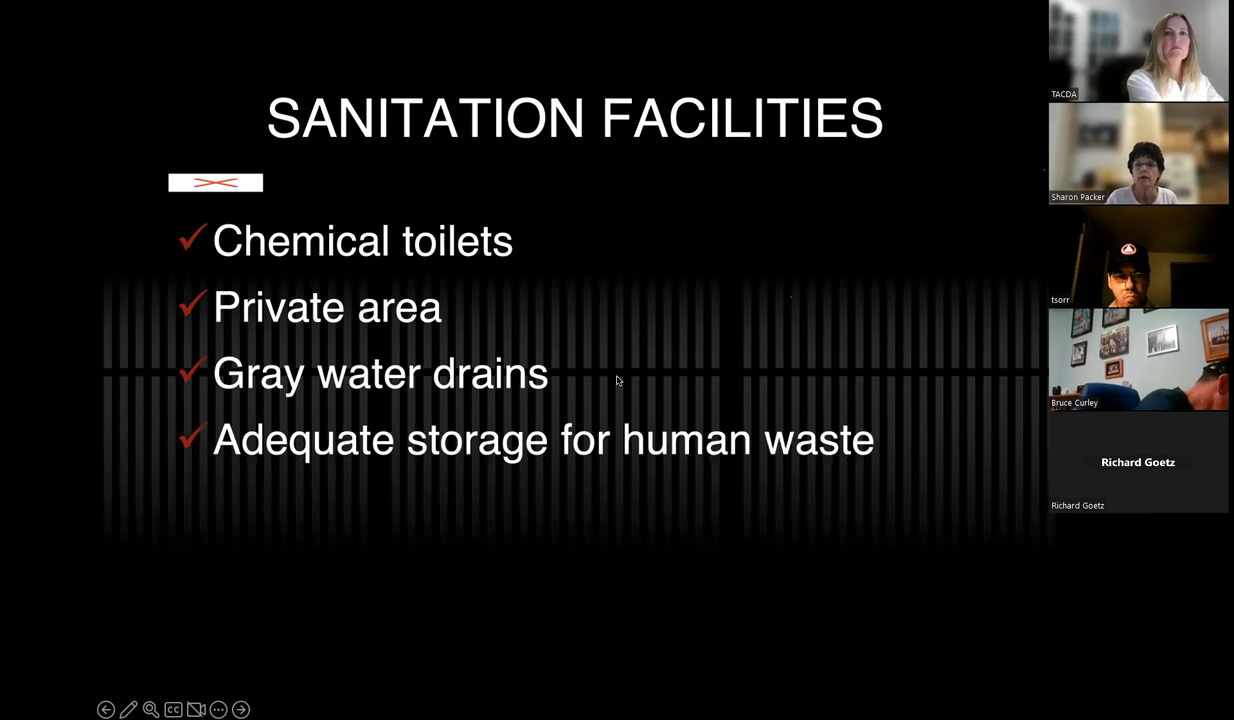 SANITATION FACILITIES
Chemical toilets
Private area
Gray water drains
Adequate storage for human waste
TACDA
Sharon Packer
tsorr
Bruce Curley
Richard Goetz
Richard Goetz
CC